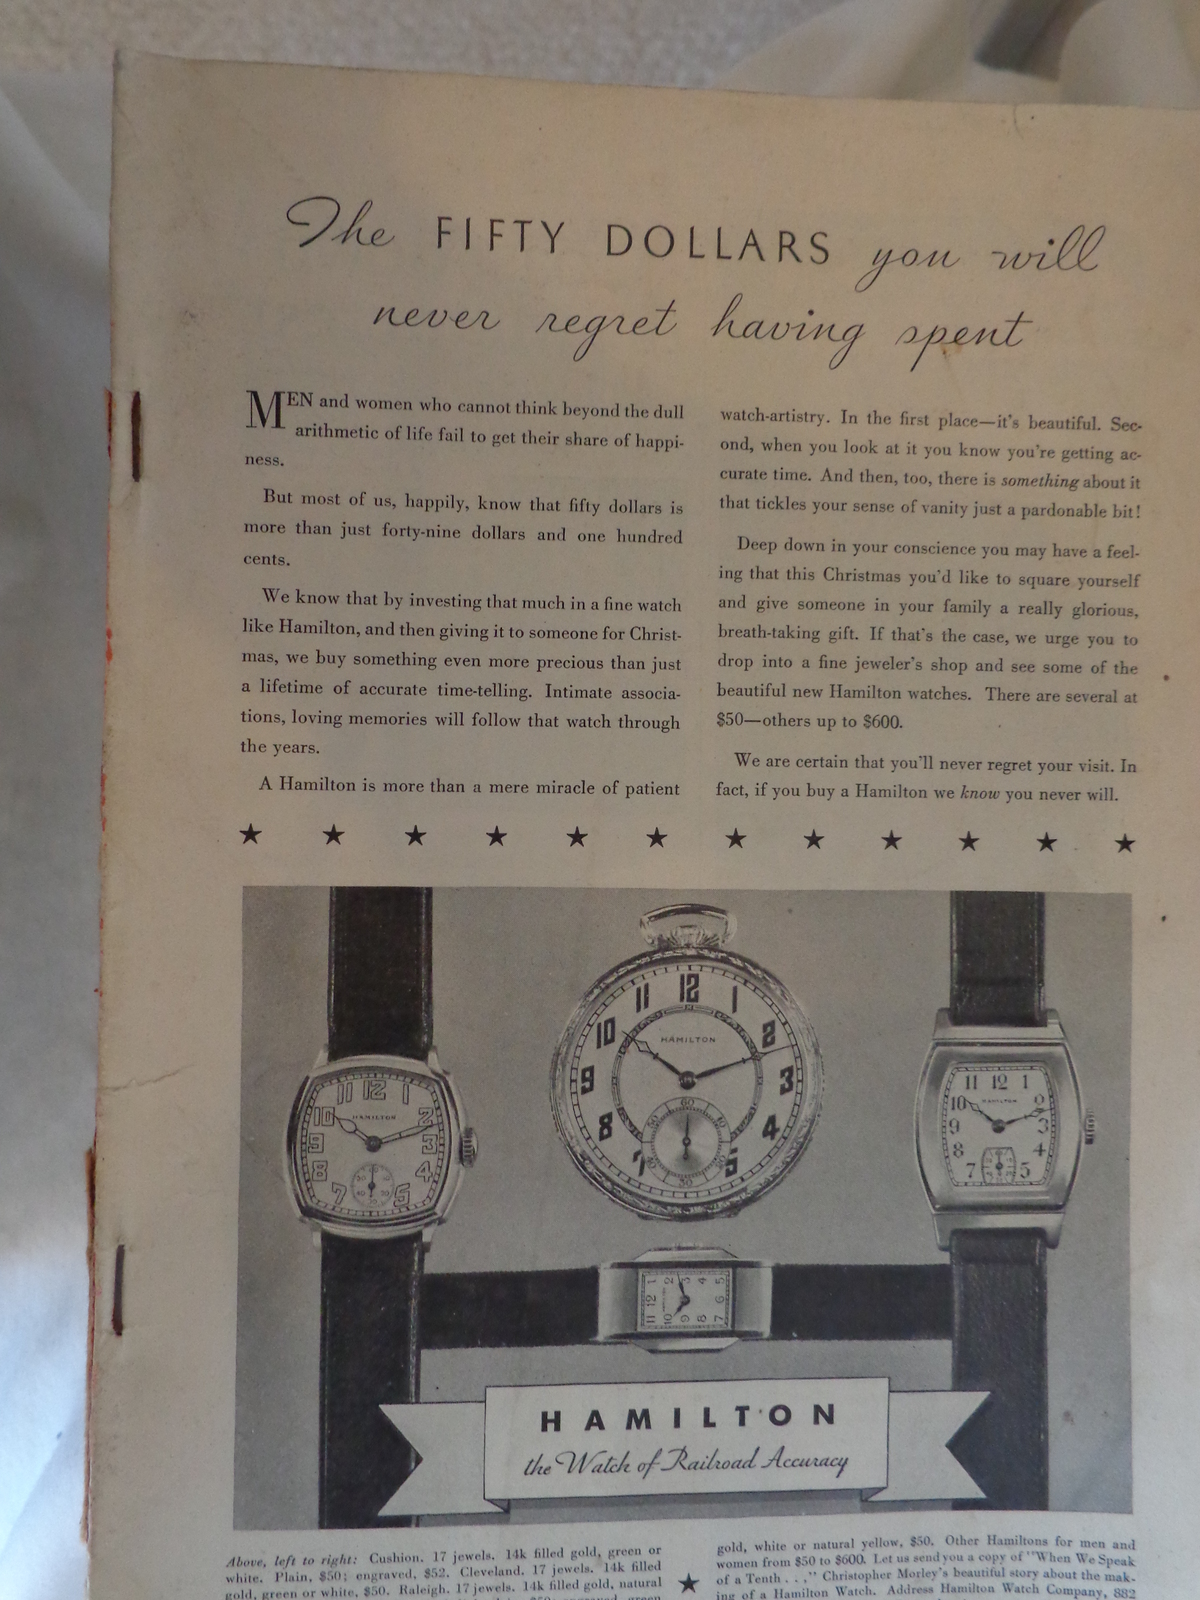 The FIFTY DOLLARS you will
never regret having spent
MEN and women who cannot think beyond the dull
arithmetic of life fail to get their share of happi-
ness.
But most of us, happily, know that fifty dollars is
more than just forty-nine dollars and one hundred
cents.
We know that by investing that much in a fine watch
like Hamilton, and then giving it to someone for Christ-
mas, we buy something even more precious than just
a lifetime of accurate time-telling. Intimate associa-
tions, loving memories will follow that watch through
the years.
A Hamilton is more than a mere miracle of patient
watch-artistry. In the first place—it's beautiful. Sec-
ond, when you look at it you know you're getting ac-
curate time. And then, too, there is something about it
that tickles your sense of vanity just a pardonable bit!
Deep down in your conscience you may have a feel-
ing that this Christmas you'd like to square yourself
and give someone in your family a really glorious,
breath-taking gift. If that's the case, we urge you to
drop into a fine jeweler's shop and see some of the
beautiful new Hamilton watches. There are several at
$50—others up to $600.
We are certain that you'll never regret your visit. In
fact, if you buy a Hamilton we know you never will.
HAMILTON
HAMILTON
HAMILTON
HAMILTON
the Watch of Railroad Accuracy
Above, left to right: Cushion. 17 jewels. 14k filled gold, green or
white. Plain, $50; engraved, $52. Cleveland. 17 jewels. 14k filled
gold, green or white, $50. Raleigh. 17 jewels. 14k filled gold, natural
gold, white or natural yellow, $50. Other Hamiltons for men and
women from $50 to $600. Let us send you a copy of "When We Speak
of a Tenth . . ," Christopher Morley's beautiful story about the mak-
ing of a Hamilton Watch. Address Hamilton Watch Company, 882